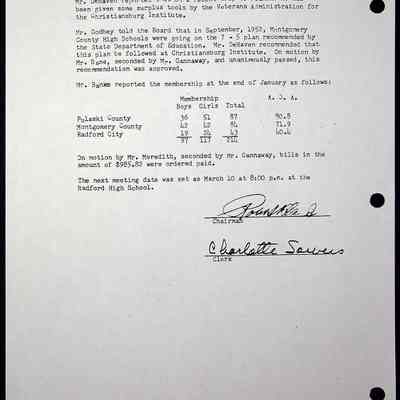 been given some surplus tools by the Veterans Administration for
the Christiansburg Institute.
Mr. Godbey told the Board that in September, 1952, Montgomery
County High Schools were going on the 7 - 5 plan recommended by
the State Department of Education. Mr. DeHaven recommended that
this plan be followed at Christiansburg Institute. On motion by
Mr. seconded by Mr. Gannaway, and unanimously passed, this
recommendation was approved.
Mr. reported the membership at the end of January as follows:
Membership A. D. A.
Boys Girls Total
Pulaski County 36 51 87 80.8
Montgomery County 42 42 84 71.9
Radford City 19 24 43 40.4
97 117 214
On motion by Mr. Meredith, seconded by Mr. Gannaway, bills in the
amount of $985.82 were ordered paid.
The next meeting date was set as March 10 at 8:00 p.m. at the
Radford High School.
Chairman
Charlotte Sowers
Clerk